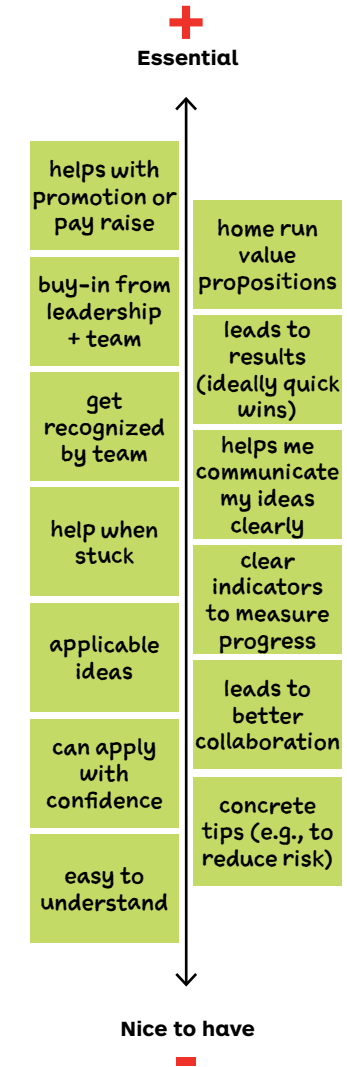 Essential
helps with
promotion or
pay raise
buy-in from
leadership
+ team
get
recognized
by team
help when
stuck
applicable
ideas
can apply
with
confidence
easy to
understand
home run
value
propositions
leads to
results
(ideally quick
wins)
helps me
communicate
my ideas
clearly
clear
indicators
to measure
progress
leads to
better
collaboration
concrete
tips (e.g., to
reduce risk)
Nice to have